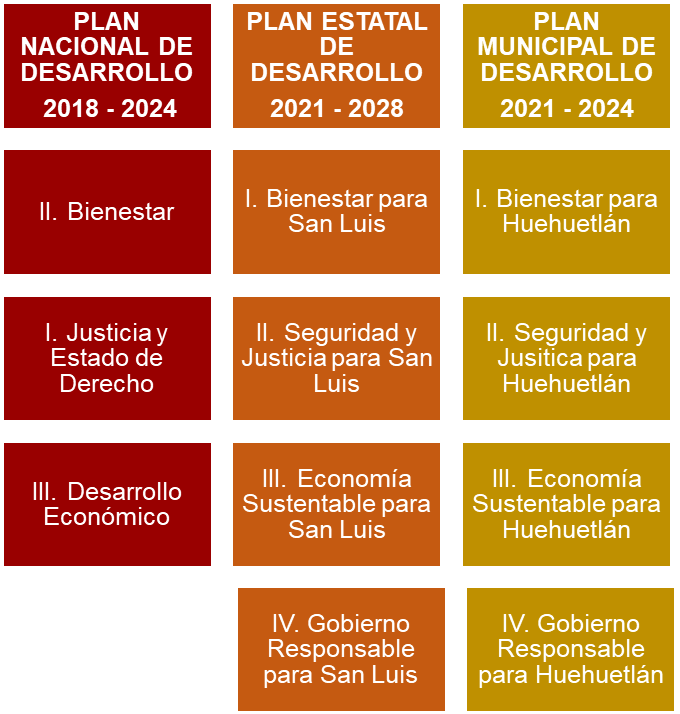 PLAN
NACIONAL DE
DESARROLLO
2018 - 2024
PLAN ESTATAL
DE
DESARROLLO
2021 - 2028
PLAN
MUNICIPAL DE
DESARROLLO
2021 - 2024
II. Bienestar
I. Bienestar para
San Luis
I. Bienestar para
Huehuetlán
I. Justicia y
Estado de
Derecho
II. Seguridad y
Justicia para San
Luis
II. Seguridad y
Jusitica para
Huehuetlán
III. Desarrollo
Económico
III. Economía
Sustentable para
San Luis
III. Economía
Sustentable para
Huehuetlán
IV. Gobierno
Responsable
para San Luis
IV. Gobierno
Responsable
para Huehuetlán